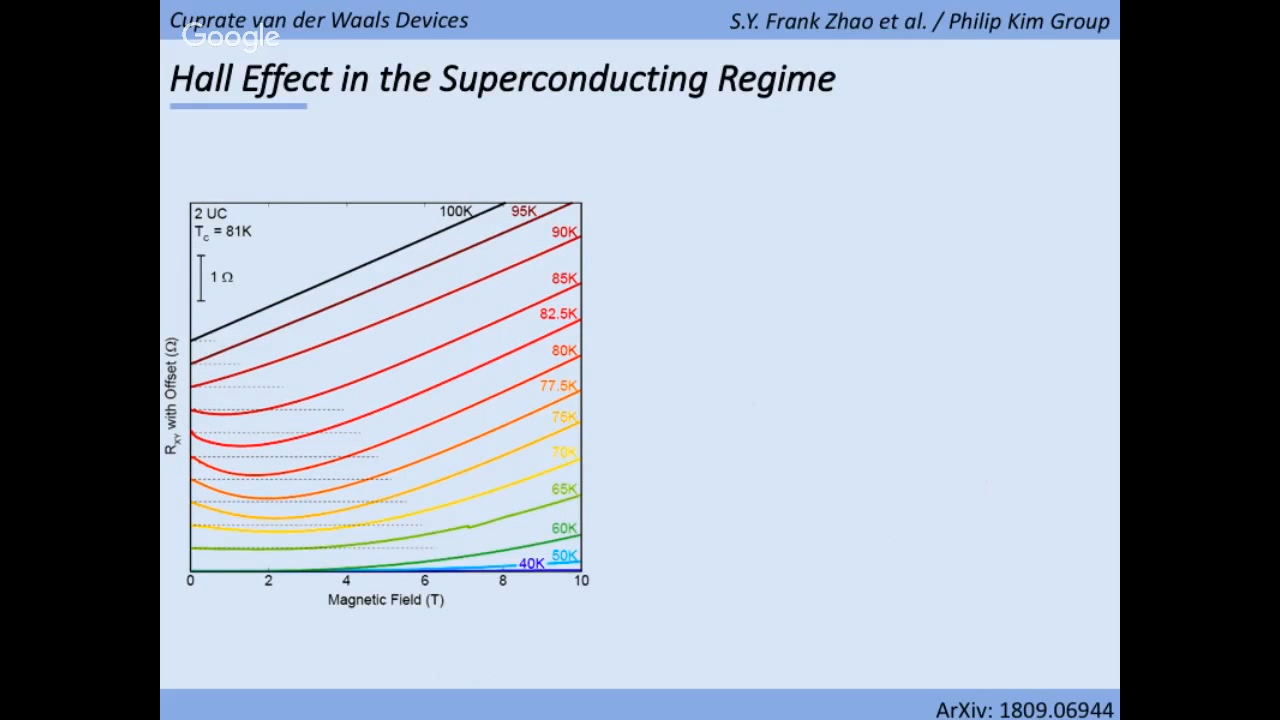 Cuprate van der Waals Devices
S.Y. Frank Zhao et al. / Philip Kim Group
Google
Hall Effect in the Superconducting Regime
2 UC
Tc = 81K
1 Ω
100K
95K
90K
85K
82.5K
80K
77.5K
75K
70K
65K
60K
50K
40K
RXY with Offset (Ω)
0 2 4 6 8 10
Magnetic Field (T)
ArXiv: 1809.06944